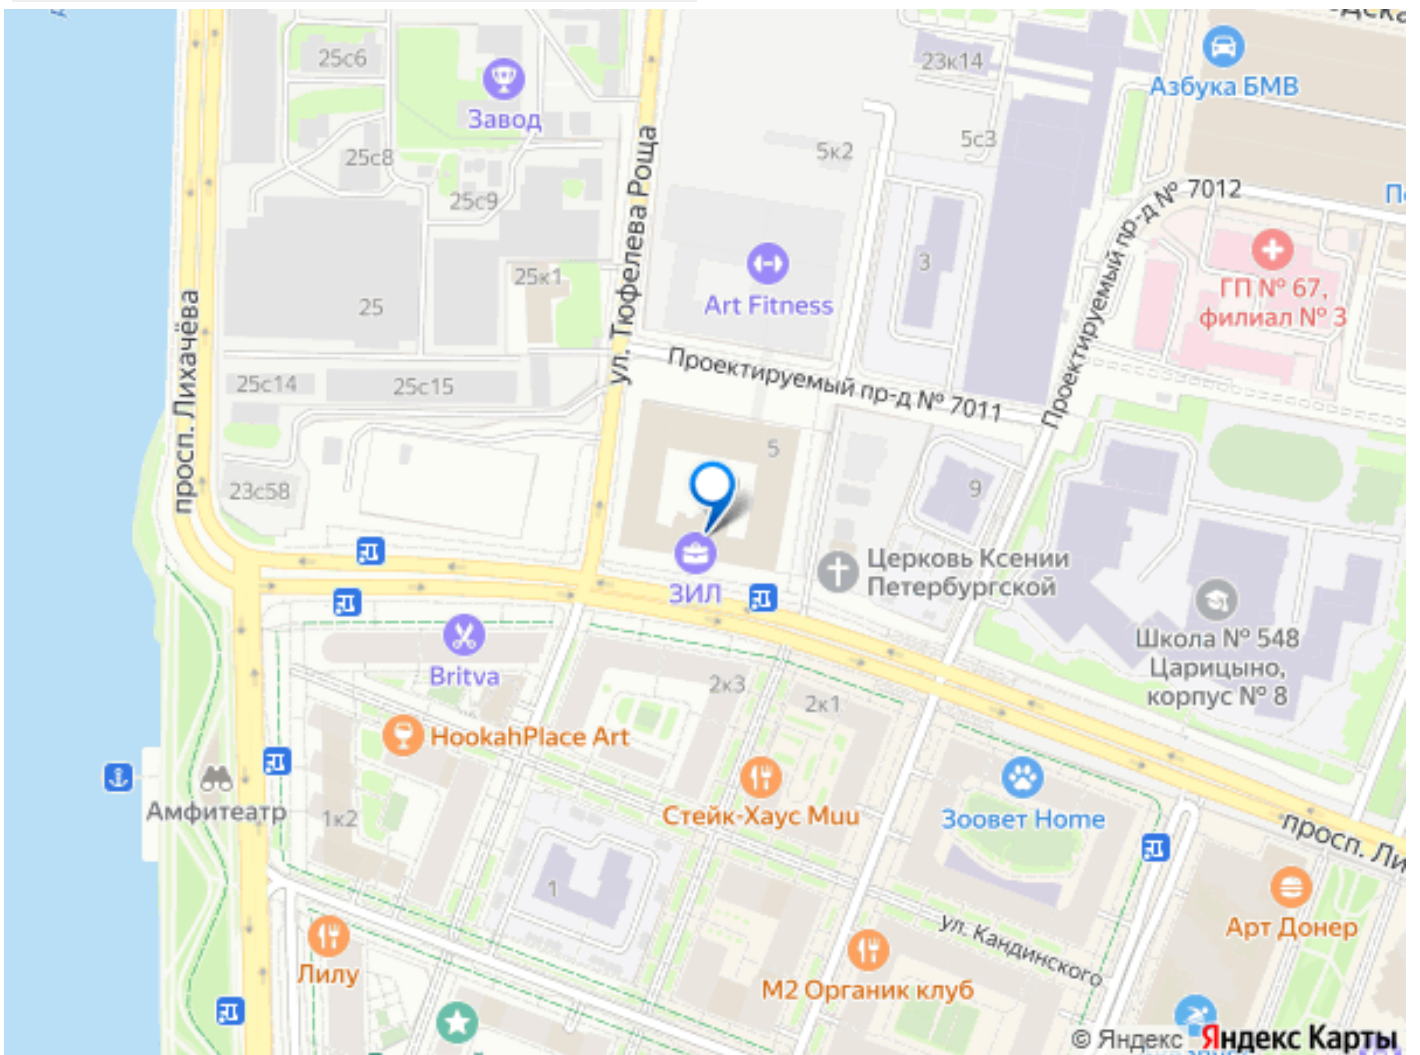 25с6
Завод
23к14
Азбука БМВ
25с8
5к2
5с3
25с9
ул. Тюфелева Роща
Проектируемый пр-д № 7012
25к1
Art Fitness
3
ГП № 67,
филиал № 3
25
просп. Лихачёва
Проектируемый пр-д № 7011
25с14
25с15
5
23с58
9
ЗИЛ
Церковь Ксении
Петербургской
Школа № 548
Царицыно,
корпус № 8
Britva
2к3
2к1
HookahPlace Art
Амфитеатр
1к2
Стейк-Хаус Muu
Зоовет Home
просп. Ли
1
Арт Донер
ул. Кандинского
Лилу
М2 Органик клуб
© Яндекс Яндекс Карты